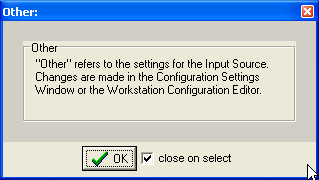 Other:
Other
"Other" refers to the settings for the Input Source.
Changes are made in the Configuration Settings
Window or the Workstation Configuration Editor.
OK close on select